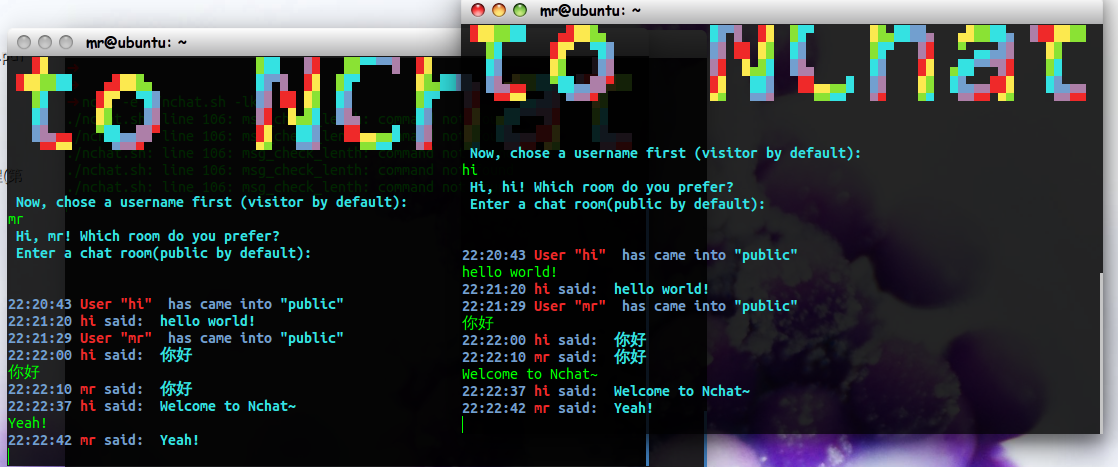 mr@ubuntu: ~
to NCh
./nchat.sh: line 106: msg_check_lenth: command no
./nchat.sh: line 106: msg_check_lenth: command not
./nchat.sh: line 106: msg_check_lenth: command no
./nchat.sh: line 106: msg_check_lenth: command not
Now, chose a username first (visitor by default):
mr
Hi, mr! Which room do you prefer?
Enter a chat room(public by default):
22:20:43 User "hi"  has came into "public"
22:21:20 hi said:  hello world!
22:21:29 User "mr"  has came into "public"
22:22:00 hi said:  你好
你好
22:22:10 mr said:  你好
22:22:37 hi said:  Welcome to Nchat~
Yeah!
22:22:42 mr said:  Yeah!
mr@ubuntu: ~
to NChat
Now, chose a username first (visitor by default):
hi
Hi, hi! Which room do you prefer?
Enter a chat room(public by default):
22:20:43 User "hi"  has came into "public"
hello world!
22:21:20 hi said:  hello world!
22:21:29 User "mr"  has came into "public"
你好
22:22:00 hi said:  你好
22:22:10 mr said:  你好
Welcome to Nchat~
22:22:37 hi said:  Welcome to Nchat~
22:22:42 mr said:  Yeah!